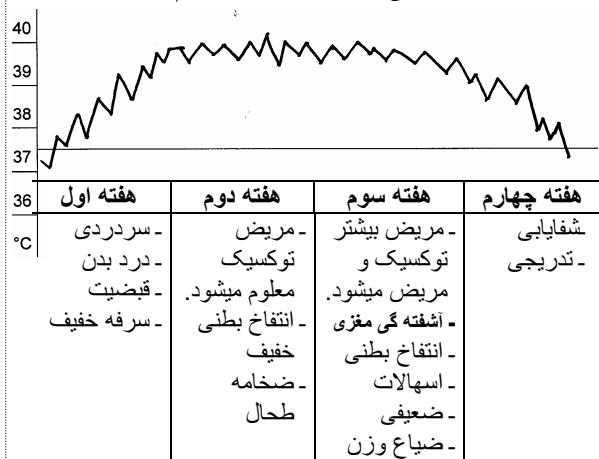 40
39
38
37
36
°C
هفته اول
هفته دوم
هفته سوم
هفته چهارم
- سردردی
- درد بدن
- قبضیت
- سرفه خفیف
- مریض
توکسیک
معلوم میشود.
- انتفاخ بطنی
خفیف
- ضخامه
طحال
- مریض بیشتر
توکسیک و
مریض میشود.
- آشفته گی مغزی
- انتفاخ بطنی
- اسهالات
- ضعیفی
- ضیاع وزن
-شفایابی
- تدریجی